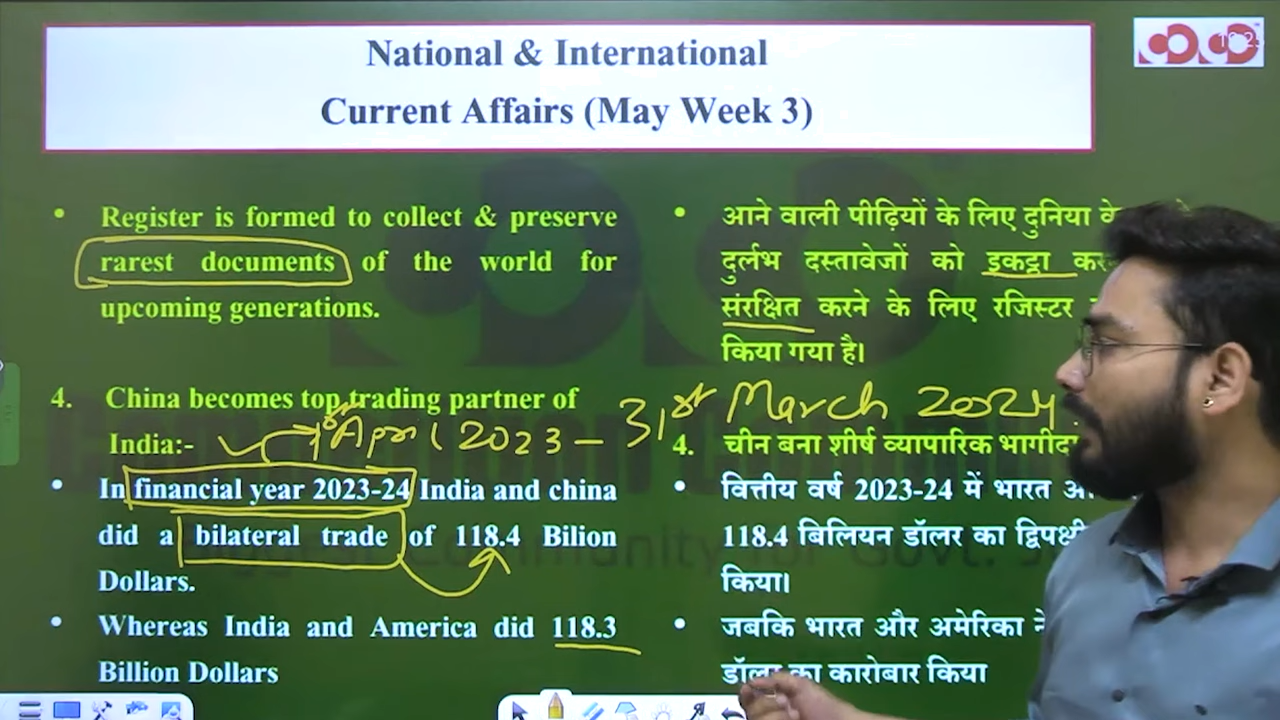 National & International
Current Affairs (May Week 3)
• Register is formed to collect & preserve
rarest documents of the world for
upcoming generations.
4. China becomes top trading partner of
India:-
1st April 2023 – 31st March 2024
• In financial year 2023-24 India and china
did a bilateral trade of 118.4 Bilion
Dollars.
• Whereas India and America did 118.3
Billion Dollars
• आने वाली पीढ़ियों के लिए दुनिया
दुर्लभ दस्तावेजों को इकट्ठा
संरक्षित करने के लिए रजिस्टर
किया गया है।
4. चीन बना शीर्ष व्यापारिक
• वित्तीय वर्ष 2023-24 में भारत
118.4 बिलियन डॉलर का
किया।
• जबकि भारत और अमेरिका ने
डॉलर का कारोबार किया